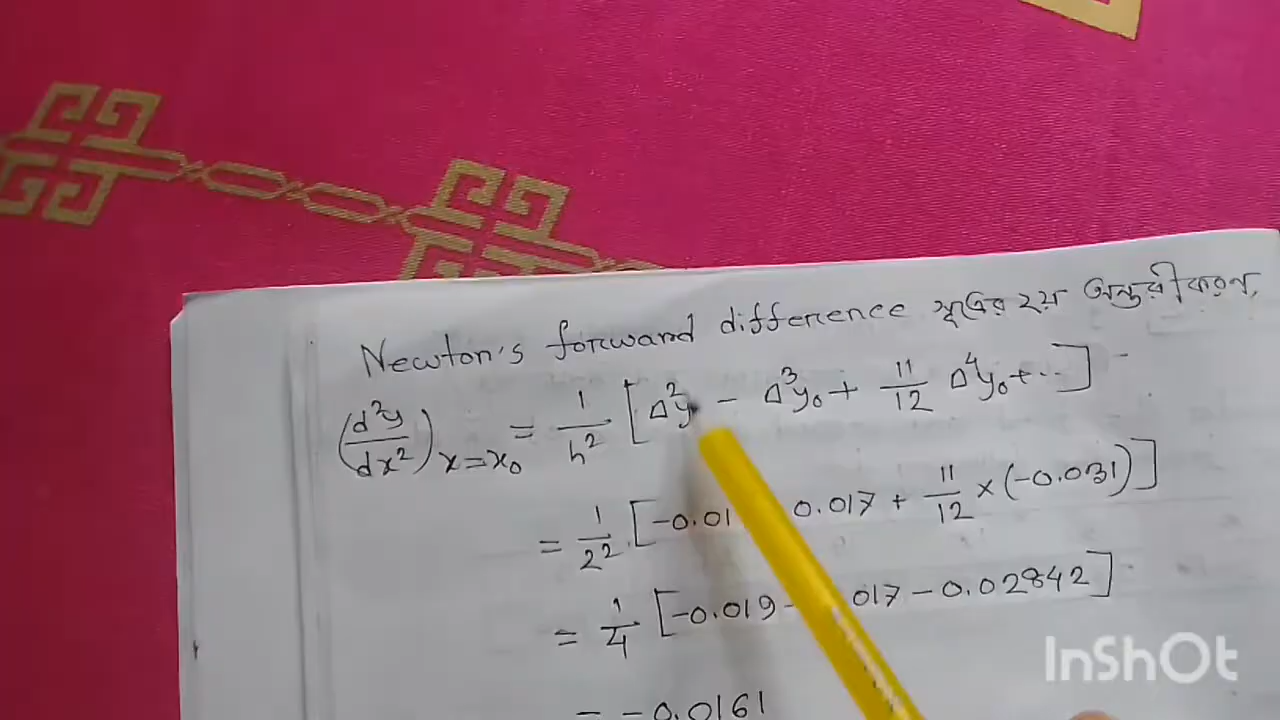 Newton's forward difference সূত্রের ২য় অন্তরীকরণ,
(d²y/dx²)x=x₀ = 1/h² [Δ²y - Δ³y₀ + 11/12 Δ⁴y₀ + ...]
= 1/2² [-0.01 0.017 + 11/12 × (-0.031)]
= 1/4 [-0.019 - 017 - 0.02842]
= -0.0161
InShOt